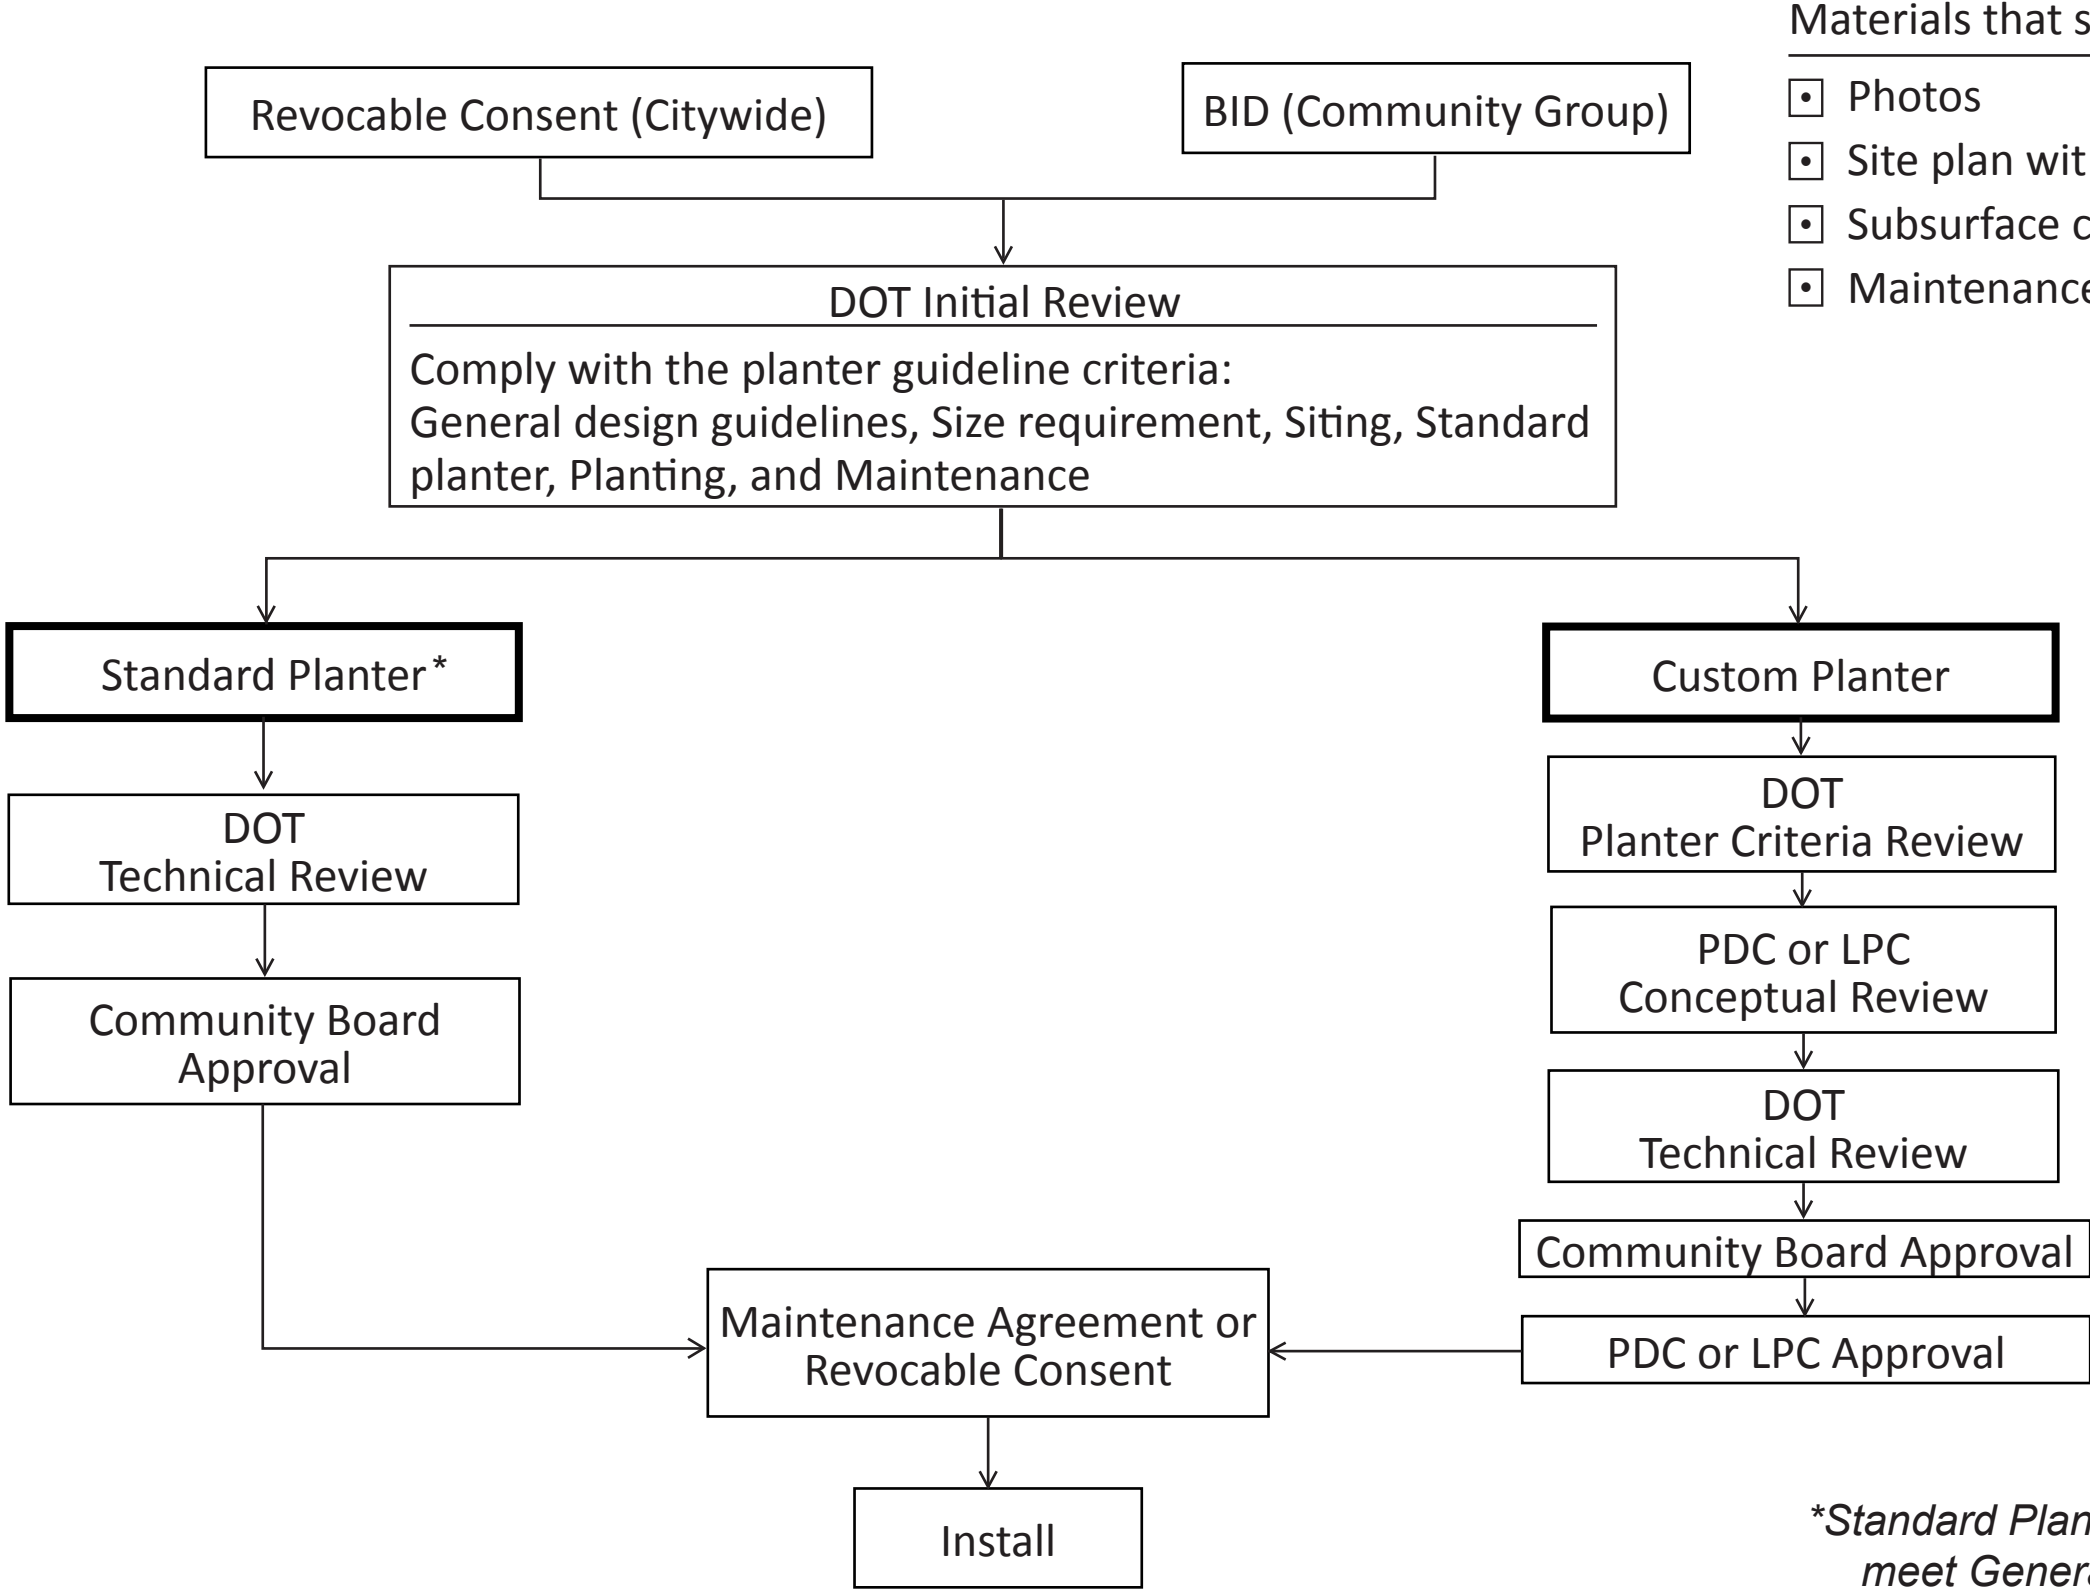 Materials that
Photos
Site plan
Subsurface
Maintenance
Revocable Consent (Citywide)
BID (Community Group)
DOT Initial Review
Comply with the planter guideline criteria:
General design guidelines, Size requirement, Siting, Standard
planter, Planting, and Maintenance
Standard Planter*
DOT
Technical Review
Community Board
Approval
Custom Planter
DOT
Planter Criteria Review
PDC or LPC
Conceptual Review
DOT
Technical Review
Community Board Approval
PDC or LPC Approval
Maintenance Agreement or
Revocable Consent
Install
*Standard
meet